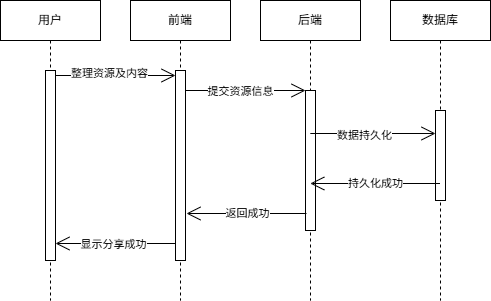 用户
前端
后端
数据库
整理资源及内容
提交资源信息
数据持久化
持久化成功
返回成功
显示分享成功